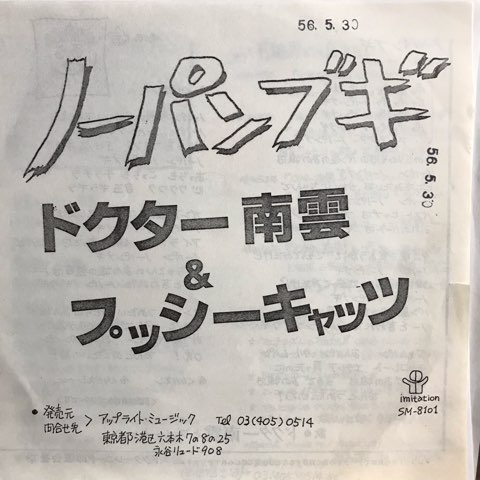 56.5.30
ノーパンブギ
56.5.30
ドクター南雲
&
プッシーキャッツ
imitation
SM-8101
• 発売元
問合せ先 > アップライト・ミュージック Tel 03(405)0514
東京都港区六本木7の8の25
永谷リュード908